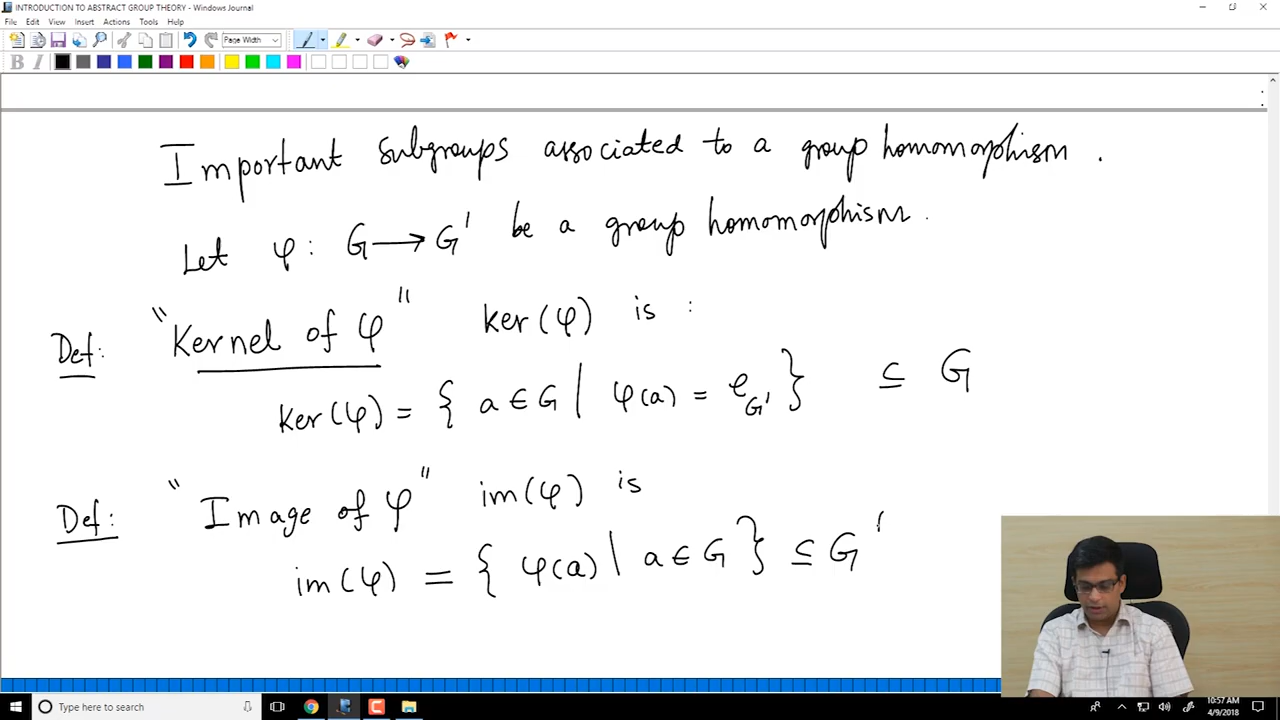 INTRODUCTION TO ABSTRACT GROUP THEORY - Windows Journal
File Edit View Insert Actions Tools Help
Page Width
B I
Important subgroups associated to a group homomorphism.
Let φ: G ⟶ G' be a group homomorphism.
Def: "Kernel of φ" ker(φ) is :
ker(φ) = { a ∈ G | φ(a) = e_G' } ⊆ G
Def: "Image of φ" im(φ) is
im(φ) = { φ(a) | a ∈ G } ⊆ G'
Type here to search
10:57 AM
4/9/2018